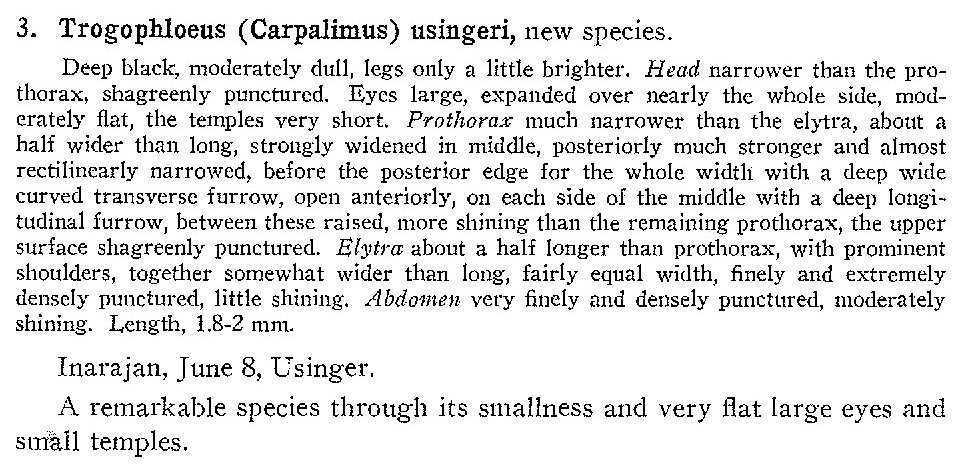 3. Trogophloeus (Carpalimus) usingeri, new species.
Deep black, moderately dull, legs only a little brighter. Head narrower than the pro-
thorax, shagreenly punctured. Eyes large, expanded over nearly the whole side, mod-
erately flat, the temples very short. Prothorax much narrower than the elytra, about a
half wider than long, strongly widened in middle, posteriorly much stronger and almost
rectilinearly narrowed, before the posterior edge for the whole width with a deep wide
curved transverse furrow, open anteriorly, on each side of the middle with a deep longi-
tudinal furrow, between these raised, more shining than the remaining prothorax, the upper
surface shagreenly punctured. Elytra about a half longer than prothorax, with prominent
shoulders, together somewhat wider than long, fairly equal width, finely and extremely
densely punctured, little shining. Abdomen very finely and densely punctured, moderately
shining. Length, 1.8-2 mm.
Inarajan, June 8, Usinger.
A remarkable species through its smallness and very flat large eyes and
small temples.